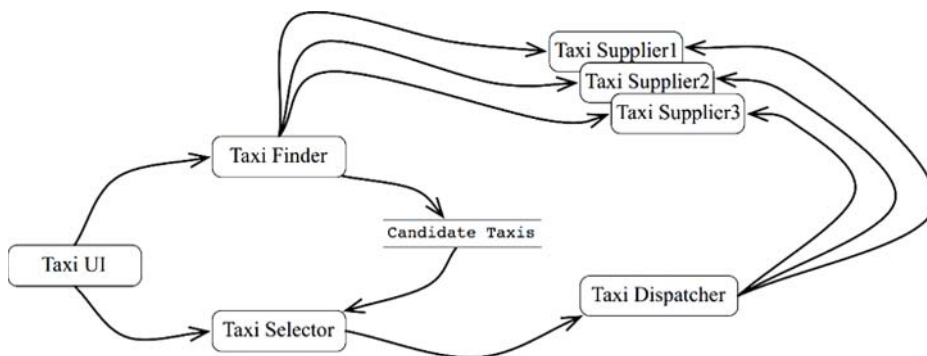 Taxi Supplier1
Taxi Supplier2
Taxi Supplier3
Taxi Finder
Candidate Taxis
Taxi UI
Taxi Dispatcher
Taxi Selector